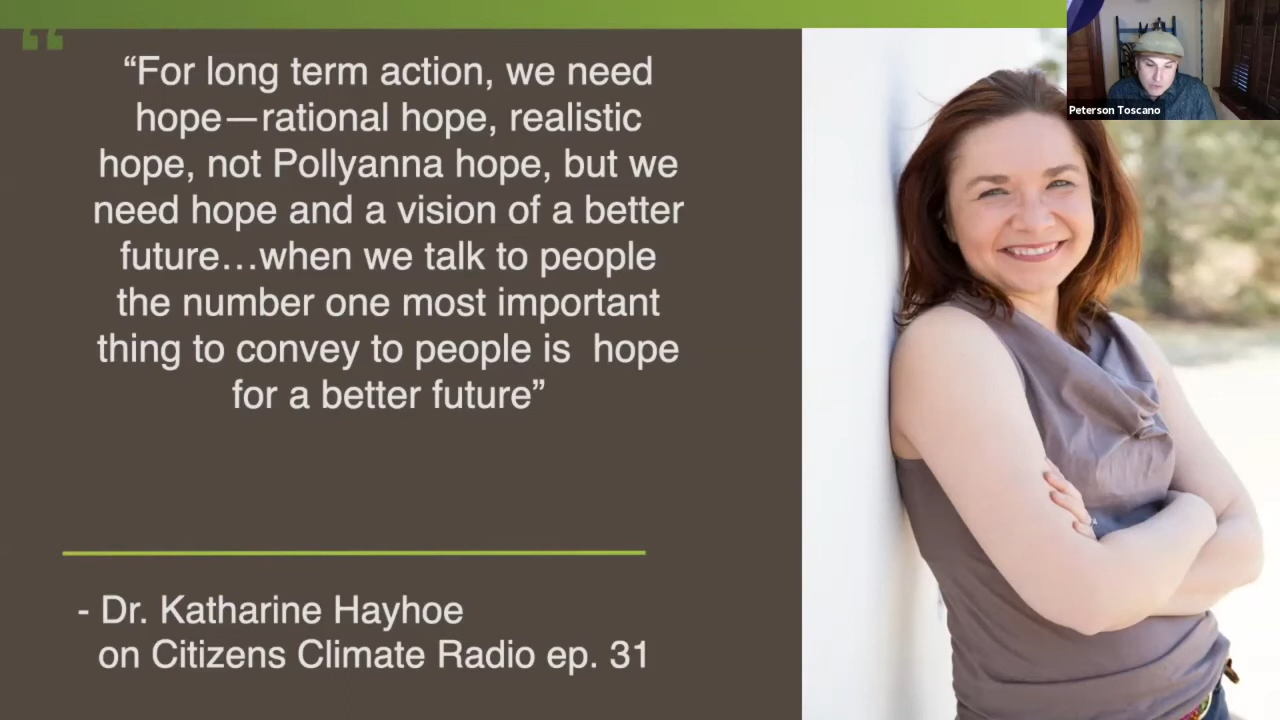 “
“For long term action, we need
hope—rational hope, realistic
hope, not Pollyanna hope, but we
need hope and a vision of a better
future…when we talk to people
the number one most important
thing to convey to people is  hope
for a better future”
- Dr. Katharine Hayhoe
on Citizens Climate Radio ep. 31
Peterson Toscano